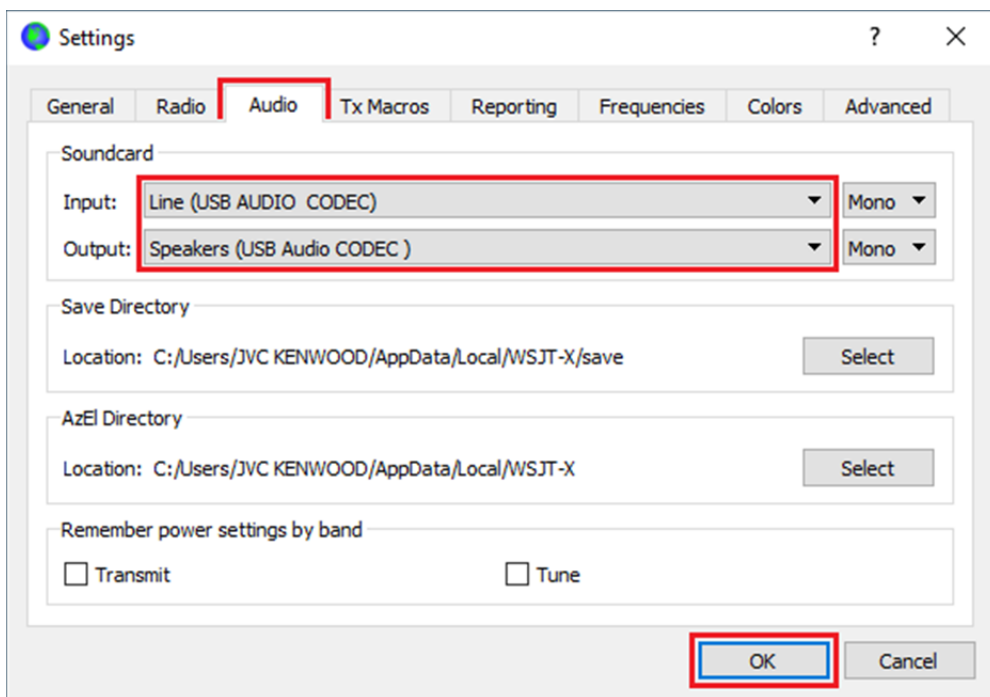 Settings
?
General Radio Audio Tx Macros Reporting Frequencies Colors Advanced
Soundcard
Input: Line (USB AUDIO  CODEC) Mono
Output: Speakers (USB Audio CODEC ) Mono
Save Directory
Location: C:/Users/JVC KENWOOD/AppData/Local/WSJT-X/save Select
AzEl Directory
Location: C:/Users/JVC KENWOOD/AppData/Local/WSJT-X Select
Remember power settings by band
Transmit Tune
OK Cancel